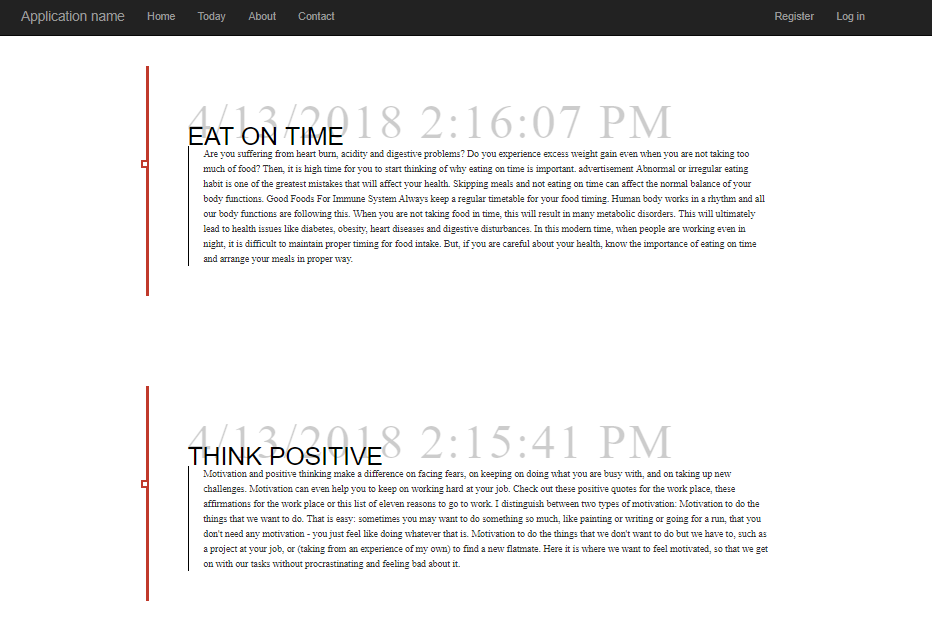 Application name Home Today About Contact Register Log in
4/13/2018 2:16:07 PM
EAT ON TIME
Are you suffering from heart burn, acidity and digestive problems? Do you experience excess weight gain even when you are not taking too
much of food? Then, it is high time for you to start thinking of why eating on time is important. advertisement Abnormal or irregular eating
habit is one of the greatest mistakes that will affect your health. Skipping meals and not eating on time can affect the normal balance of your
body functions. Good Foods For Immune System Always keep a regular timetable for your food timing. Human body works in a rhythm and all
our body functions are following this. When you are not taking food in time, this will result in many metabolic disorders. This will ultimately
lead to health issues like diabetes, obesity, heart diseases and digestive disturbances. In this modern time, when people are working even in
night, it is difficult to maintain proper timing for food intake. But, if you are careful about your health, know the importance of eating on time
and arrange your meals in proper way.
4/13/2018 2:15:41 PM
THINK POSITIVE
Motivation and positive thinking make a difference on facing fears, on keeping on doing what you are busy with, and on taking up new
challenges. Motivation can even help you to keep on working hard at your job. Check out these positive quotes for the work place, these
affirmations for the work place or this list of eleven reasons to go to work. I distinguish between two types of motivation: Motivation to do the
things that we want to do. That is easy: sometimes you may want to do something so much, like painting or writing or going for a run, that you
don't need any motivation - you just feel like doing whatever that is. Motivation to do the things that we don't want to do but we have to, such as
a project at your job, or (taking from an experience of my own) to find a new flatmate. Here it is where we want to feel motivated, so that we get
on with our tasks without procrastinating and feeling bad about it.